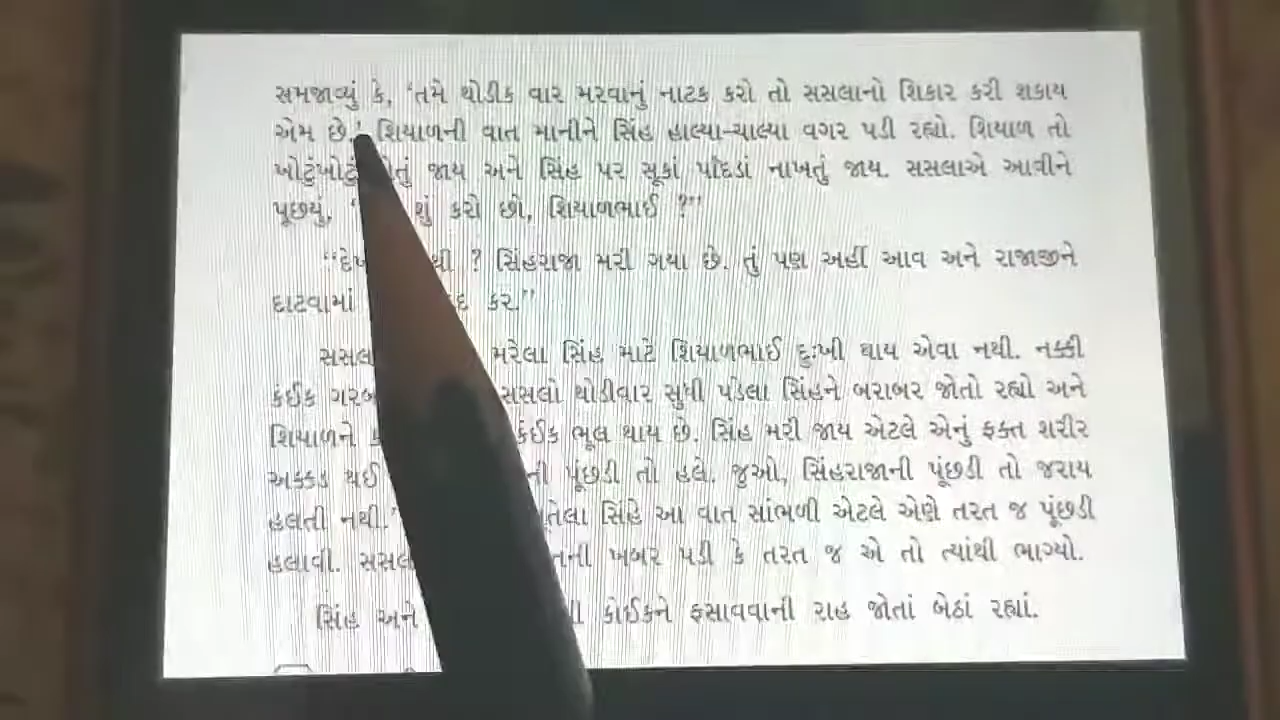 સમજાવ્યું કે, ‘તમે થોડીક વાર મરવાનું નાટક કરો તો સસલાનો શિકાર કરી શકાય
એમ છે.’ શિયાળની વાત માનીને સિંહ હાલ્યા-ચાલ્યા વગર પડી રહ્યો. શિયાળ તો
ખોટુંખોટું જાય અને સિંહ પર સૂકાં પાંદડાં નાખતું જાય. સસલાએ આવીને
પૂછ્યું, શું કરો છો, શિયાળભાઈ ?”
? સિંહરાજા મરી ગયા છે. તું પણ અહીં આવ અને રાજાજીને
દાટવામાં કર.”
મરેલા સિંહ માટે શિયાળભાઈ દુઃખી થાય એવા નથી. નક્કી
કંઈક સસલો થોડીવાર સુધી પડેલા સિંહને બરાબર જોતો રહ્યો અને
શિયાળને કંઈક ભૂલ થાય છે. સિંહ મરી જાય એટલે એનું ફક્ત શરીર
અક્કડ થઈ પૂંછડી તો હલે. જુઓ, સિંહરાજાની પૂંછડી તો જરાય
હલતી નથી.’ સિંહે આ વાત સાંભળી એટલે એણે તરત જ પૂંછડી
હલાવી. ખબર પડી કે તરત જ એ તો ત્યાંથી ભાગ્યો.
સિંહ અને કોઈકને ફસાવવાની રાહ જોતાં બેઠાં રહ્યાં.